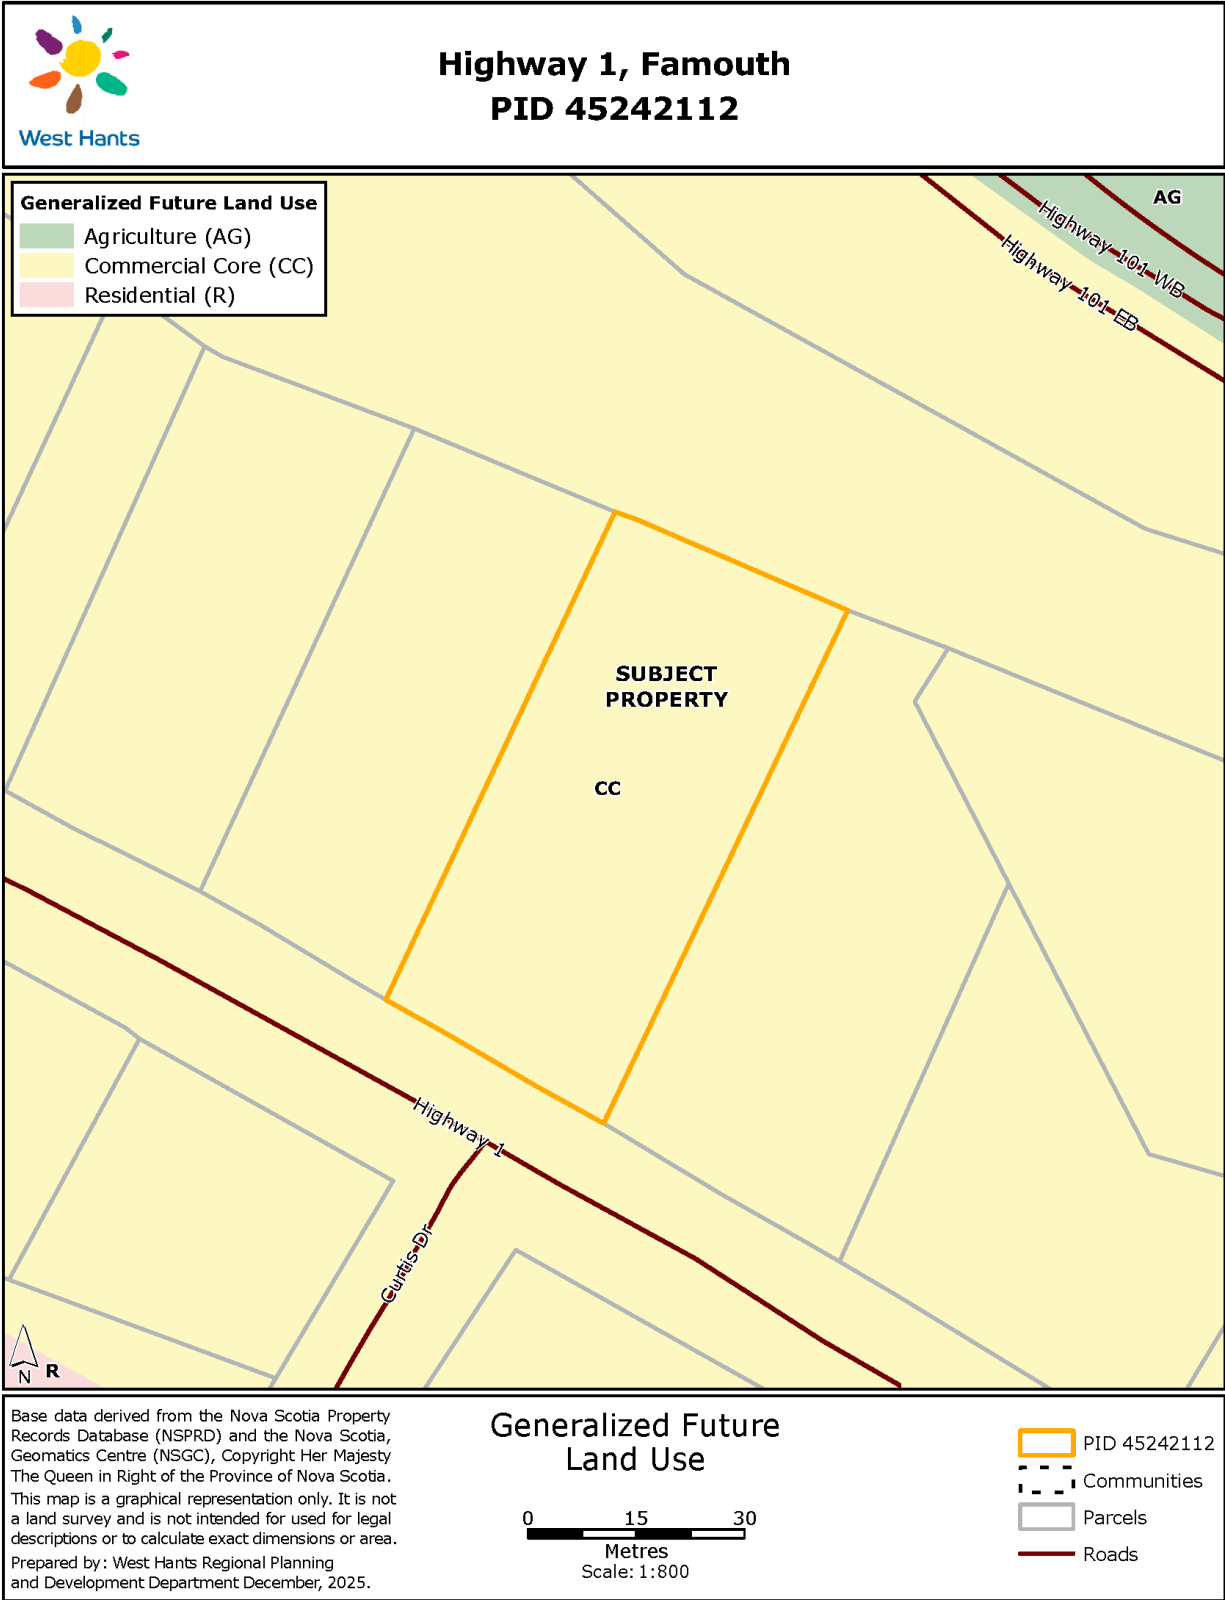 West Hants
Highway 1, Famouth
PID 45242112
Generalized Future Land Use
Agriculture (AG)
Commercial Core (CC)
Residential (R)
AG
Highway 101 WB
Highway 101 EB
SUBJECT
PROPERTY
CC
Highway 1
Curtis Dr
N
R
Base data derived from the Nova Scotia Property
Records Database (NSPRD) and the Nova Scotia,
Geomatics Centre (NSGC), Copyright Her Majesty
The Queen in Right of the Province of Nova Scotia.
This map is a graphical representation only. It is not
a land survey and is not intended for used for legal
descriptions or to calculate exact dimensions or area.
Prepared by: West Hants Regional Planning
and Development Department December, 2025.
Generalized Future
Land Use
0 15 30
Metres
Scale: 1:800
PID 45242112
Communities
Parcels
Roads